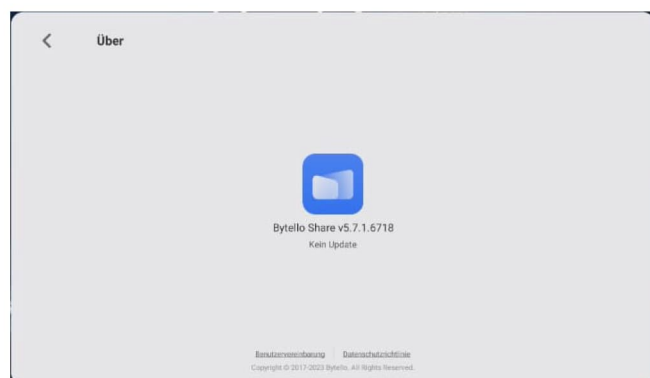 Über
Bytello Share v5.7.1.6718
Kein Update
Benutzervereinbarung Datenschutzrichtlinie
Copyright © 2017-2023 Bytello. All Rights Reserved.